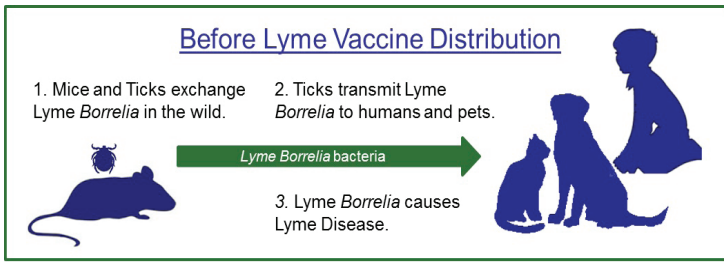 Before Lyme Vaccine Distribution
1. Mice and Ticks exchange
Lyme Borrelia in the wild.
2. Ticks transmit Lyme
Borrelia to humans and pets.
Lyme Borrelia bacteria
3. Lyme Borrelia causes
Lyme Disease.